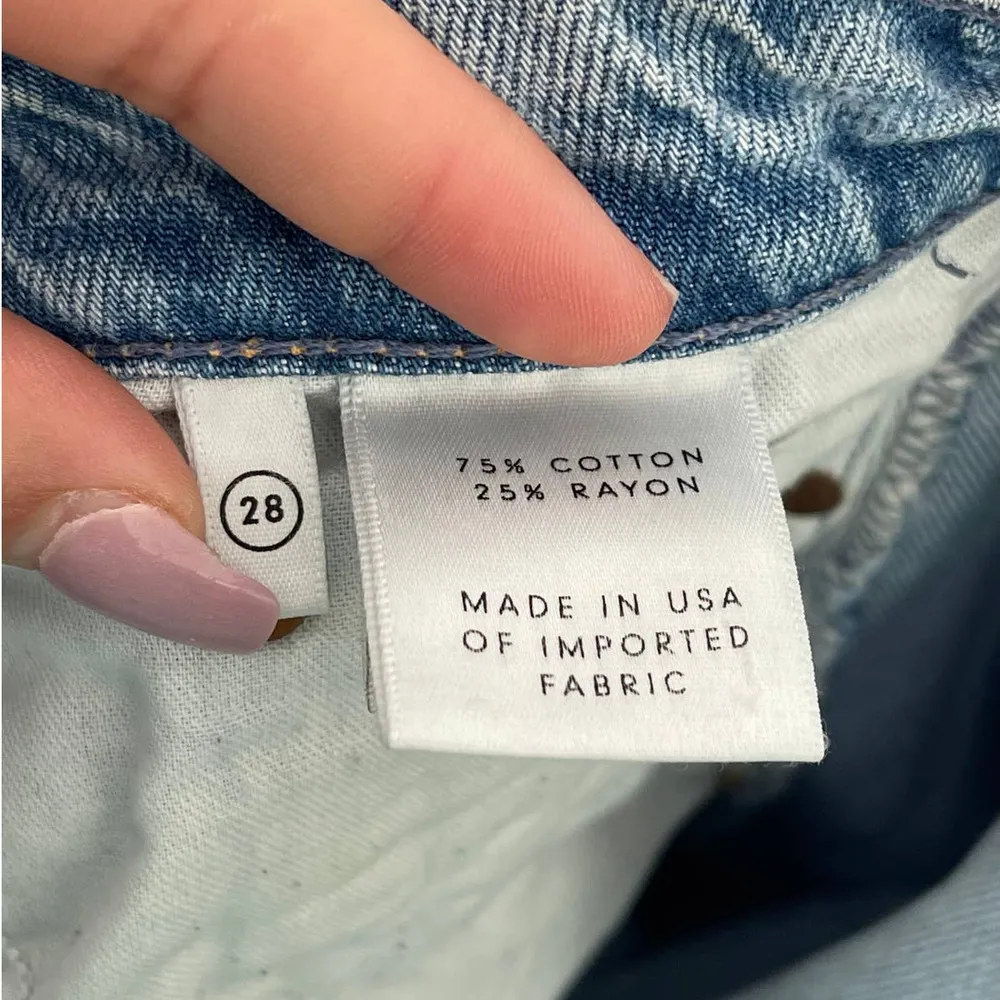 28
75% COTTON
25% RAYON
MADE IN USA
OF IMPORTED
FABRIC